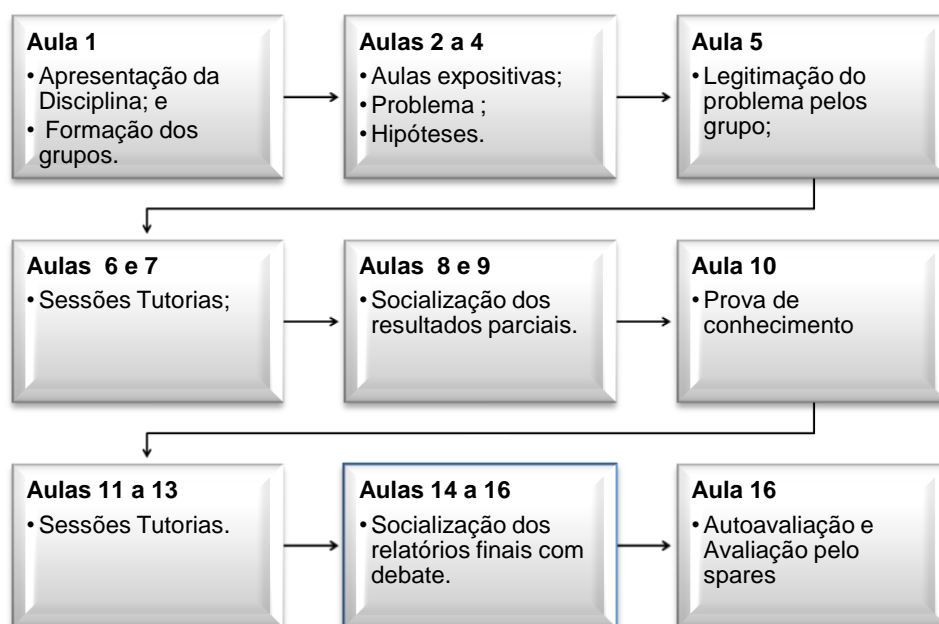 Aula 1
• Apresentação da
Disciplina; e
• Formação dos
grupos.
Aulas 2 a 4
• Aulas expositivas;
• Problema ;
• Hipóteses.
Aula 5
• Legitimação do
problema pelos
grupo;
Aulas 6 e 7
• Sessões Tutorias;
Aulas 8 e 9
• Socialização dos
resultados parciais.
Aula 10
• Prova de
conhecimento
Aulas 11 a 13
• Sessões Tutorias.
Aulas 14 a 16
• Socialização dos
relatórios finais com
debate.
Aula 16
• Autoavaliação e
Avaliação pelo
spares